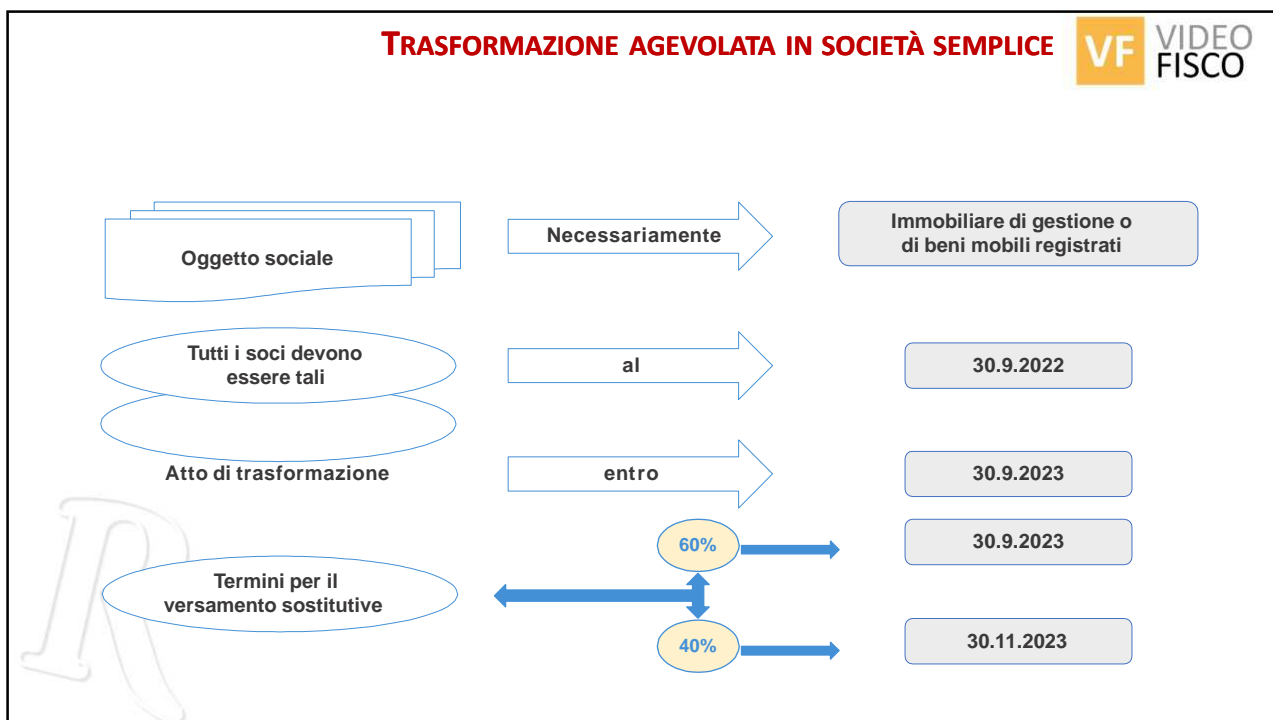 TRASFORMAZIONE AGEVOLATA IN SOCIETÀ SEMPLICE
VF VIDEO
FISCO
Oggetto sociale
Necessariamente
Immobiliare di gestione o
di beni mobili registrati
Tutti i soci devono
essere tali
al
30.9.2022
Atto di trasformazione
entro
30.9.2023
60%
30.9.2023
Termini per il
versamento sostitutive
40%
30.11.2023
R